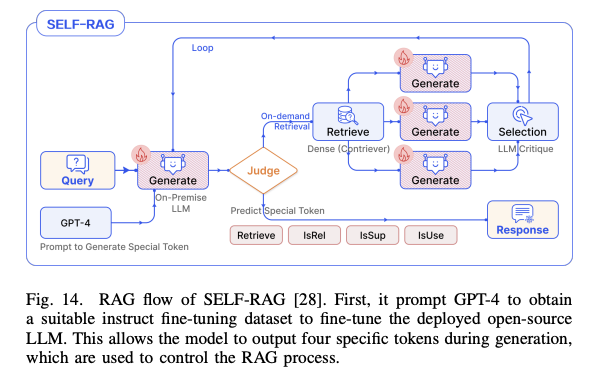 SELF-RAG
Loop
Generate
On-demand
Retrieval
Retrieve
Dense (Contriever)
Generate
Generate
Selection
LLM Critique
Query
Generate
On-Premise
LLM
Judge
Generate
GPT-4
Prompt to Generate Special Token
Predict Special Token
Retrieve
IsRel
IsSup
IsUse
Response
Fig. 14. RAG flow of SELF-RAG [28]. First, it prompt GPT-4 to obtain
a suitable instruct fine-tuning dataset to fine-tune the deployed open-source
LLM. This allows the model to output four specific tokens during generation,
which are used to control the RAG process.